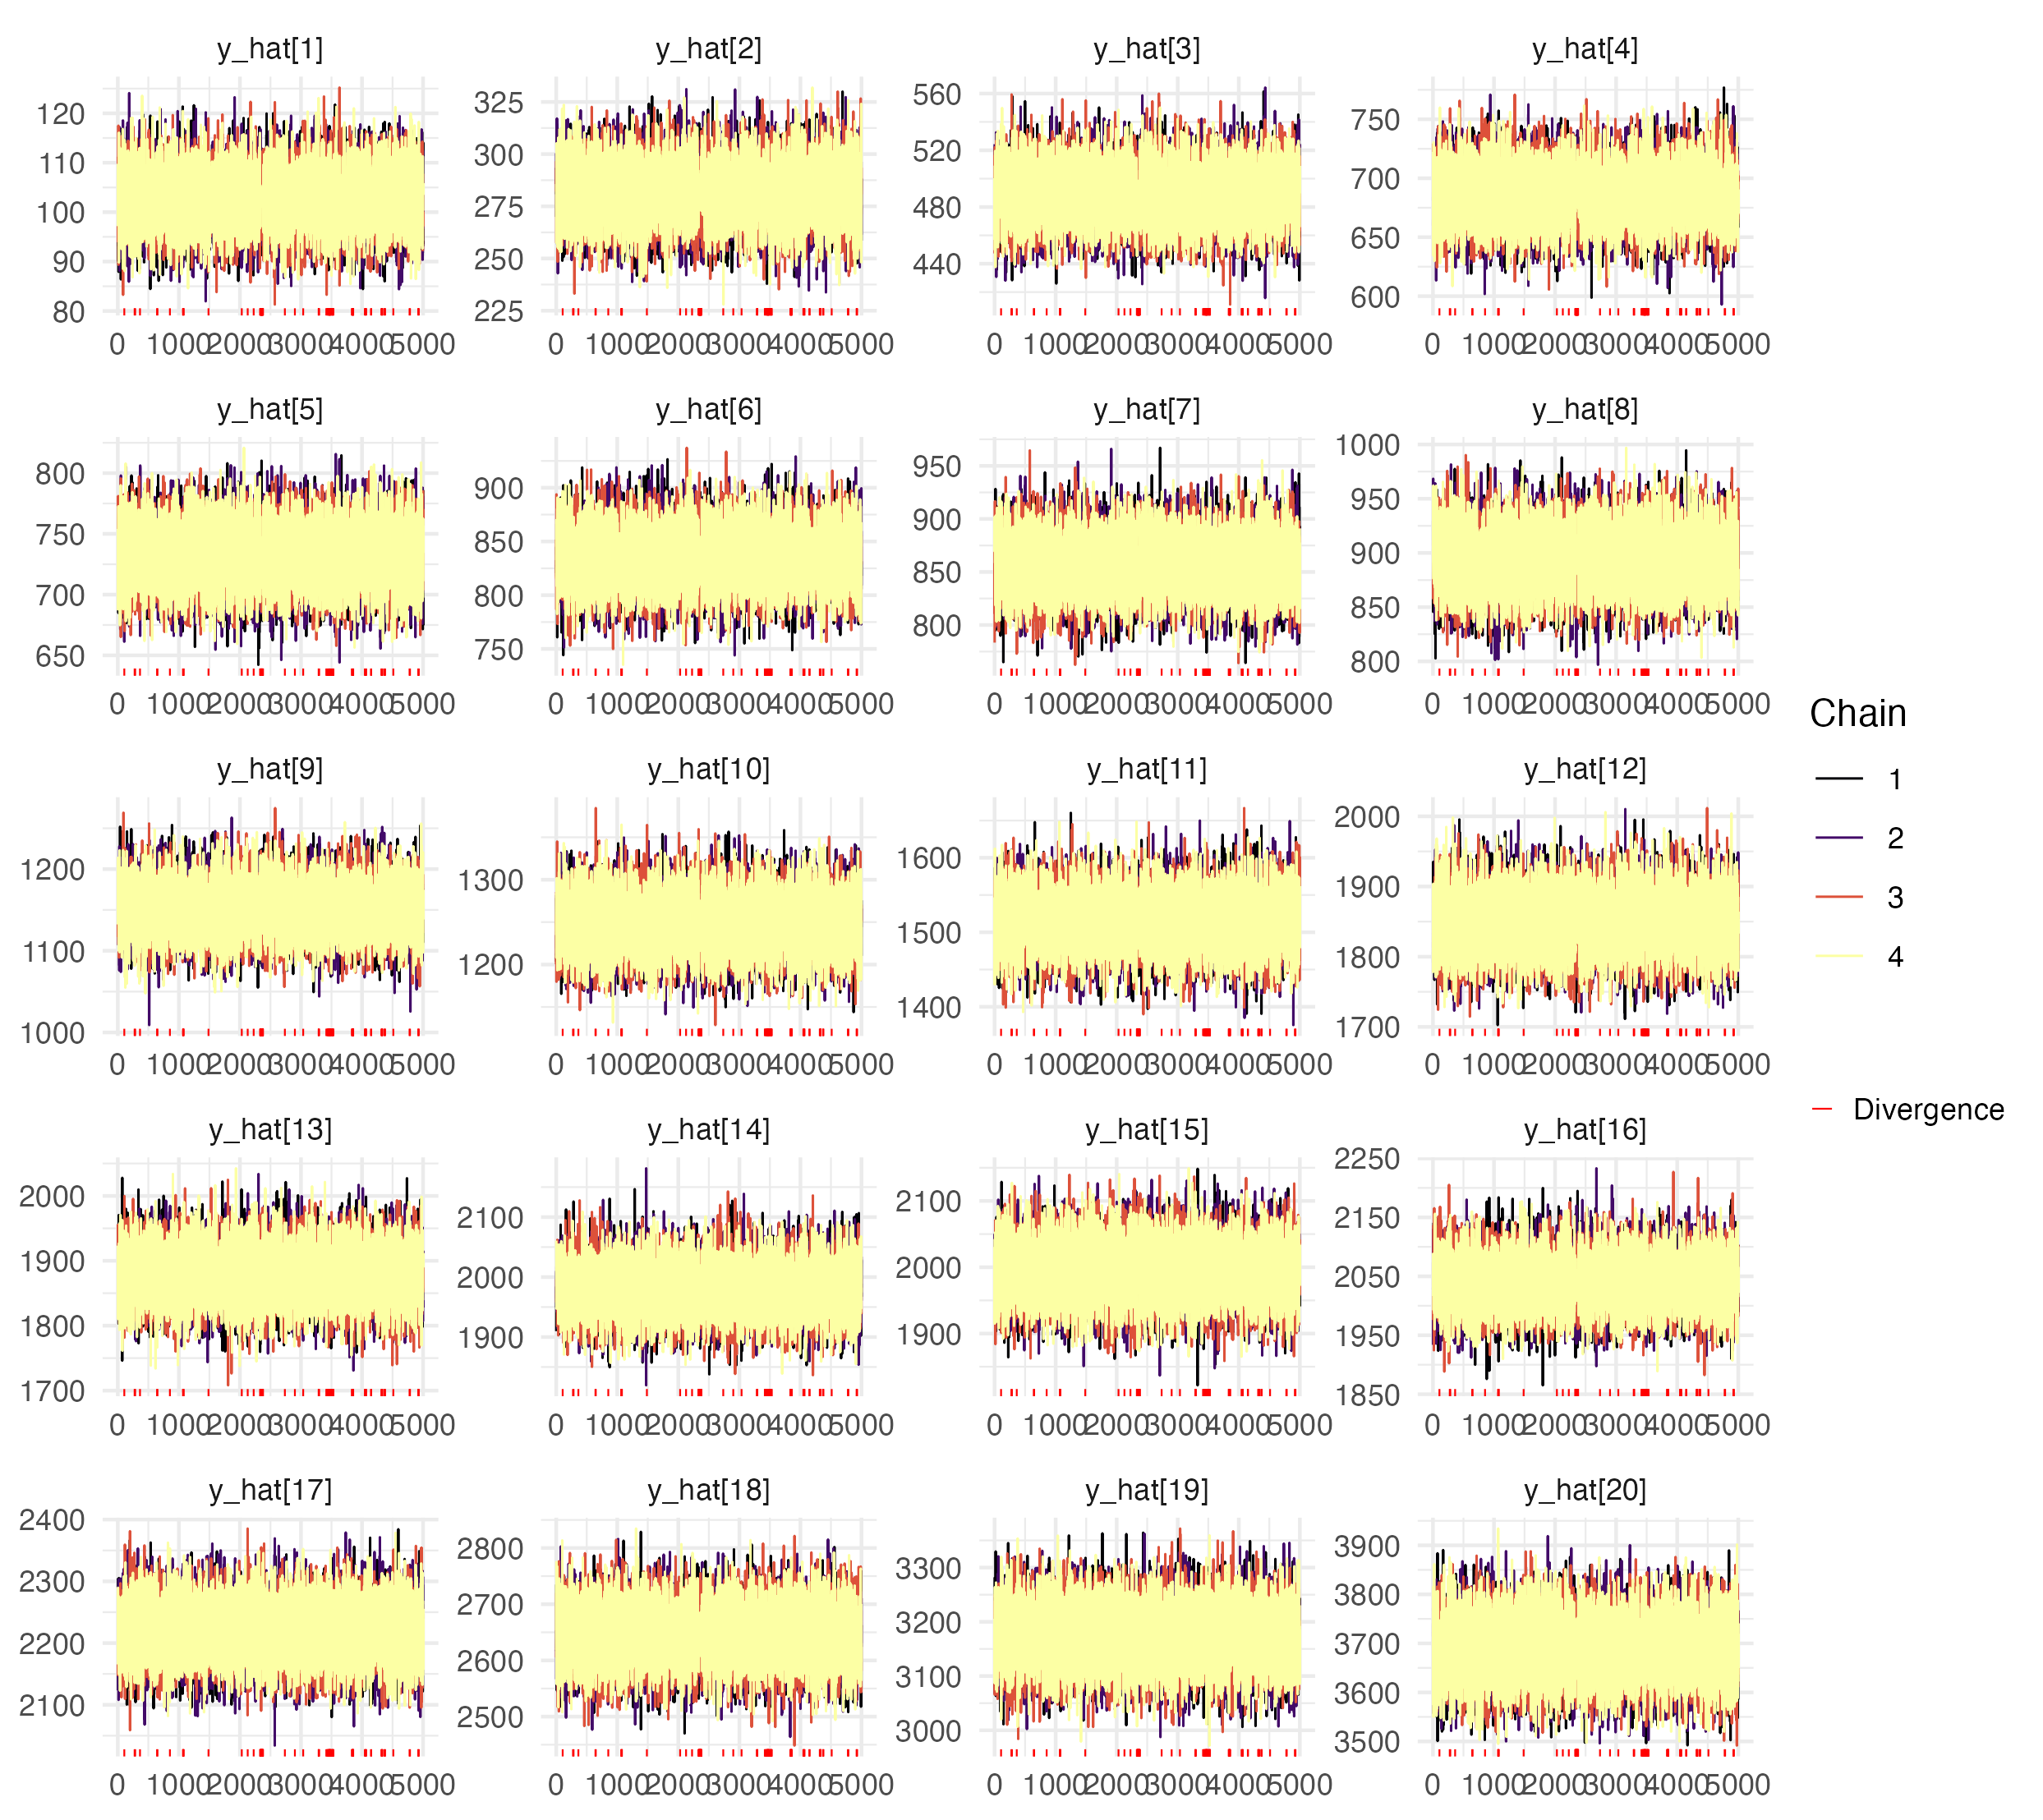 y_hat[1] y_hat[2] y_hat[3] y_hat[4]
120 110 100 90 80
325 300 275 250 225
560 520 480 440
750 700 650 600
0 1000 2000 3000 4000 5000 0 1000 2000 3000 4000 5000 0 1000 2000 3000 4000 5000 0 1000 2000 3000 4000 5000
y_hat[5] y_hat[6] y_hat[7] y_hat[8]
800 750 700 650
900 850 800 750
950 900 850 800
1000 950 900 850 800
0 1000 2000 3000 4000 5000 0 1000 2000 3000 4000 5000 0 1000 2000 3000 4000 5000 0 1000 2000 3000 4000 5000
y_hat[9] y_hat[10] y_hat[11] y_hat[12]
1200 1100 1000
1300 1200
1600 1500 1400
2000 1900 1800 1700
0 1000 2000 3000 4000 5000 0 1000 2000 3000 4000 5000 0 1000 2000 3000 4000 5000 0 1000 2000 3000 4000 5000
y_hat[13] y_hat[14] y_hat[15] y_hat[16]
2000 1900 1800 1700
2100 2000 1900
2100 2000 1900
2250 2150 2050 1950 1850
0 1000 2000 3000 4000 5000 0 1000 2000 3000 4000 5000 0 1000 2000 3000 4000 5000 0 1000 2000 3000 4000 5000
y_hat[17] y_hat[18] y_hat[19] y_hat[20]
2400 2300 2200 2100
2800 2700 2600 2500
3300 3200 3100 3000
3900 3800 3700 3600 3500
0 1000 2000 3000 4000 5000 0 1000 2000 3000 4000 5000 0 1000 2000 3000 4000 5000 0 1000 2000 3000 4000 5000
Chain
1
2
3
4
Divergence